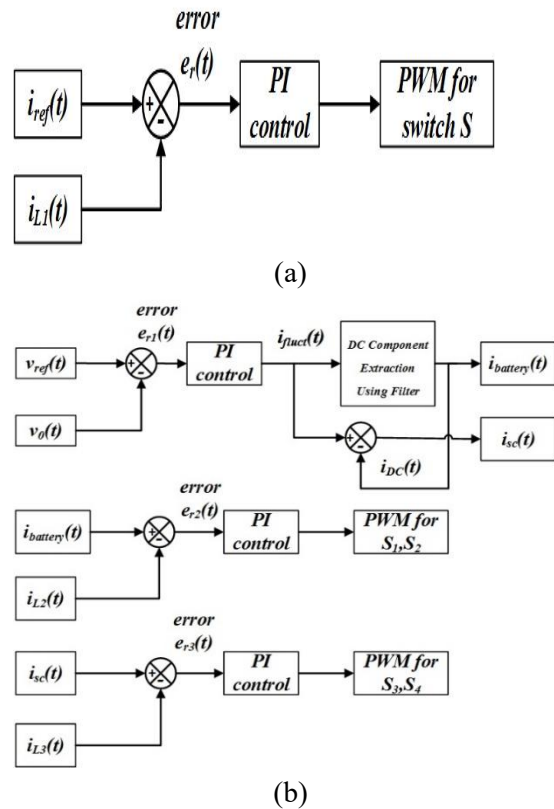 error
e_r(t)
i_ref(t)
+
-
PI
control
PWM for
switch S
i_L1(t)
(a)
error
e_r1(t)
v_ref(t)
+
-
PI
control
i_fluct(t)
DC Component
Extraction
Using Filter
i_battery(t)
v_0(t)
+
-
i_sc(t)
i_DC(t)
error
e_r2(t)
i_battery(t)
+
-
PI
control
PWM for
S_1,S_2
i_L2(t)
error
e_r3(t)
i_sc(t)
+
-
PI
control
PWM for
S_3,S_4
i_L3(t)
(b)